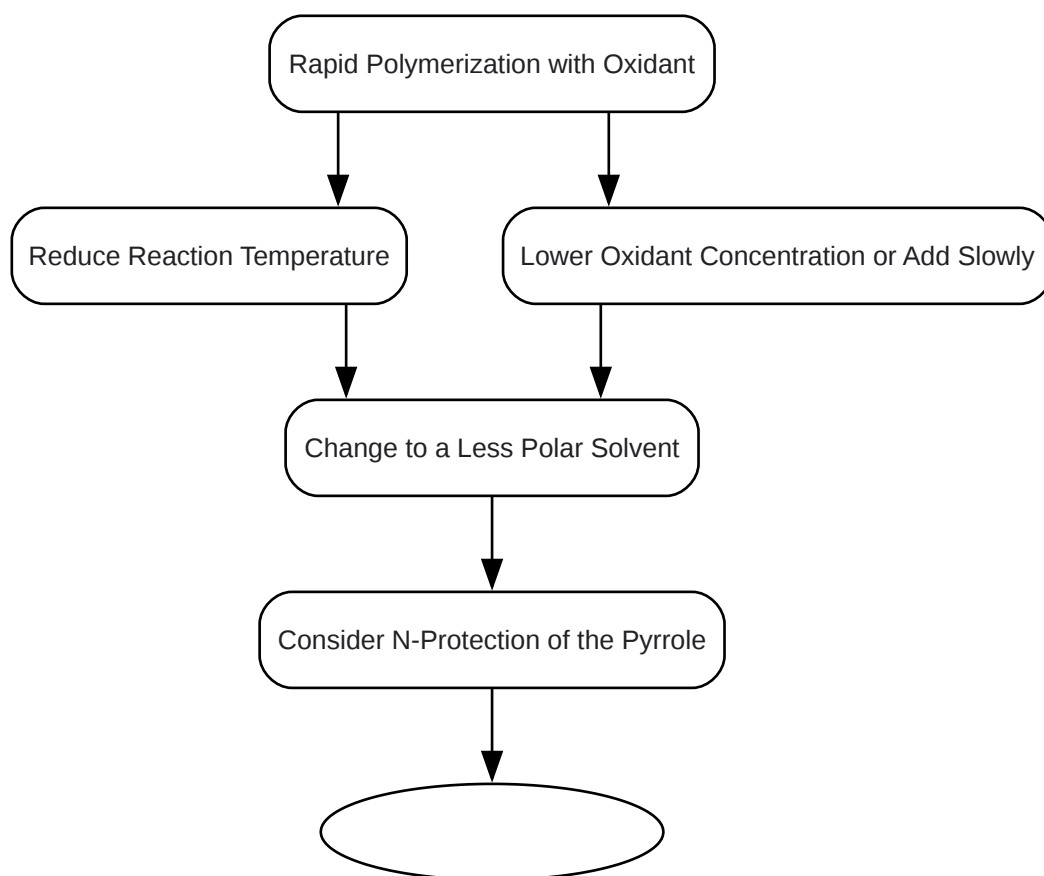 Rapid Polymerization with Oxidant
Reduce Reaction Temperature
Lower Oxidant Concentration or Add Slowly
Change to a Less Polar Solvent
Consider N-Protection of the Pyrrole